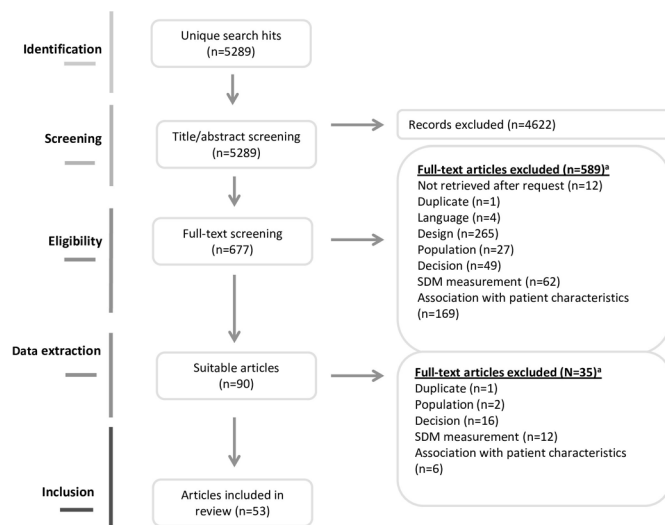 Identification
Unique search hits
(n=5289)
Screening
Title/abstract screening
(n=5289)
Records excluded (n=4622)
Eligibility
Full-text screening
(n=677)
Full-text articles excluded (n=589)ª
Not retrieved after request (n=12)
Duplicate (n=1)
Language (n=4)
Design (n=265)
Population (n=27)
Decision (n=49)
SDM measurement (n=62)
Association with patient characteristics
(n=169)
Data extraction
Suitable articles
(n=90)
Full-text articles excluded (N=35)ª
Duplicate (n=1)
Population (n=2)
Decision (n=16)
SDM measurement (n=12)
Association with patient characteristics
(n=6)
Inclusion
Articles included in
review (n=53)